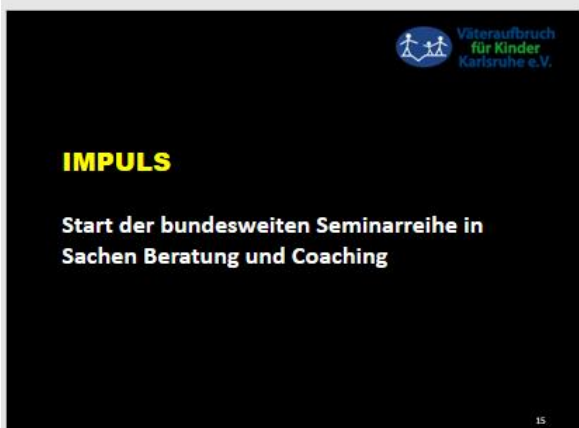 Väteraufbruch
für Kinder
Karlsruhe e.V.
IMPULS
Start der bundesweiten Seminarreihe in
Sachen Beratung und Coaching
15